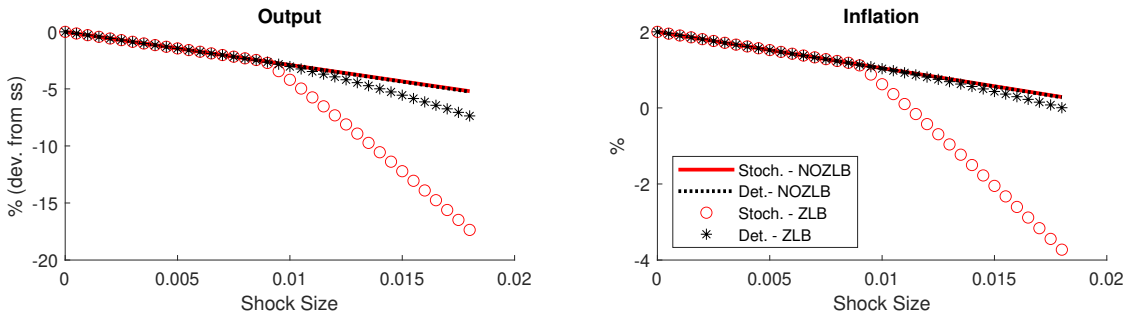 Output
% (dev. from ss)
0
-5
-10
-15
-20
0
0.005
0.01
0.015
0.02
Shock Size
Inflation
%
2
0
-2
-4
0
0.005
0.01
0.015
0.02
Shock Size
Stoch. - NOZLB
Det.- NOZLB
Stoch. - ZLB
Det. - ZLB